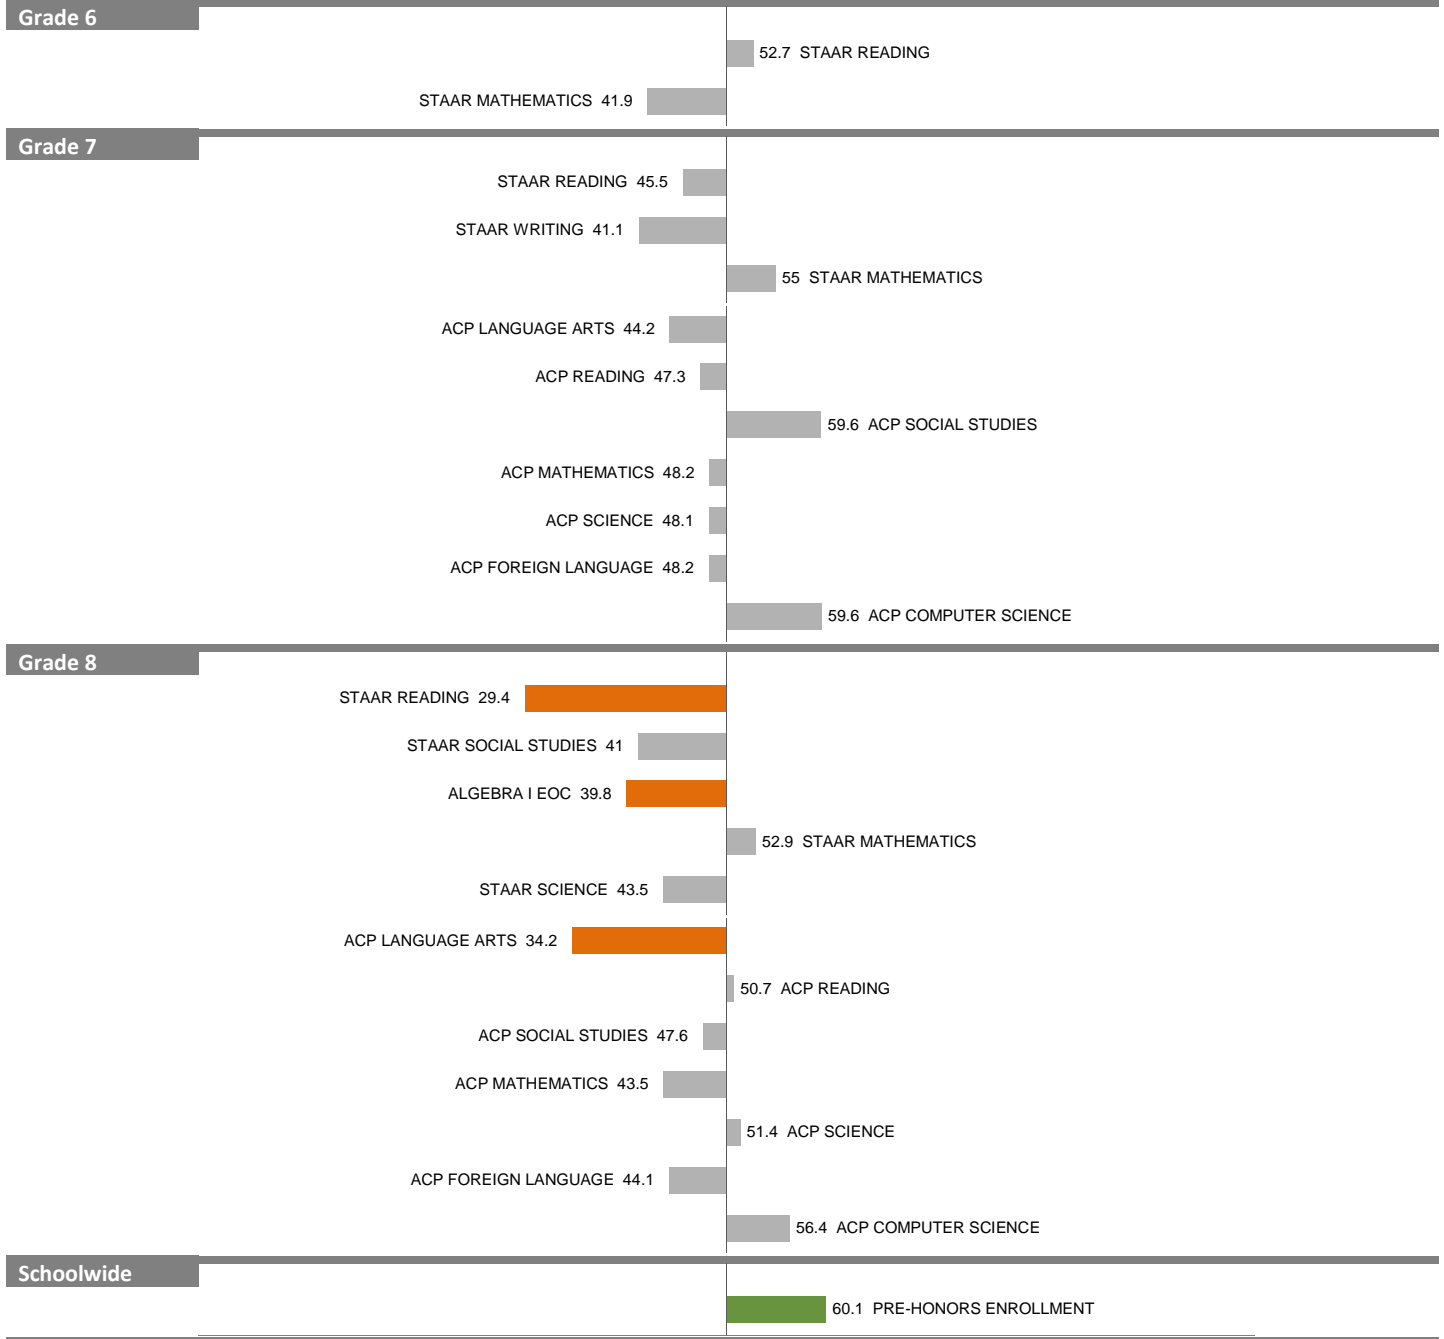 Grade 6
52.7 STAAR READING
STAAR MATHEMATICS 41.9
Grade 7
STAAR READING 45.5
STAAR WRITING 41.1
55 STAAR MATHEMATICS
ACP LANGUAGE ARTS 44.2
ACP READING 47.3
59.6 ACP SOCIAL STUDIES
ACP MATHEMATICS 48.2
ACP SCIENCE 48.1
ACP FOREIGN LANGUAGE 48.2
59.6 ACP COMPUTER SCIENCE
Grade 8
STAAR READING 29.4
STAAR SOCIAL STUDIES 41
ALGEBRA I EOC 39.8
52.9 STAAR MATHEMATICS
STAAR SCIENCE 43.5
ACP LANGUAGE ARTS 34.2
50.7 ACP READING
ACP SOCIAL STUDIES 47.6
ACP MATHEMATICS 43.5
51.4 ACP SCIENCE
ACP FOREIGN LANGUAGE 44.1
56.4 ACP COMPUTER SCIENCE
Schoolwide
60.1 PRE-HONORS ENROLLMENT